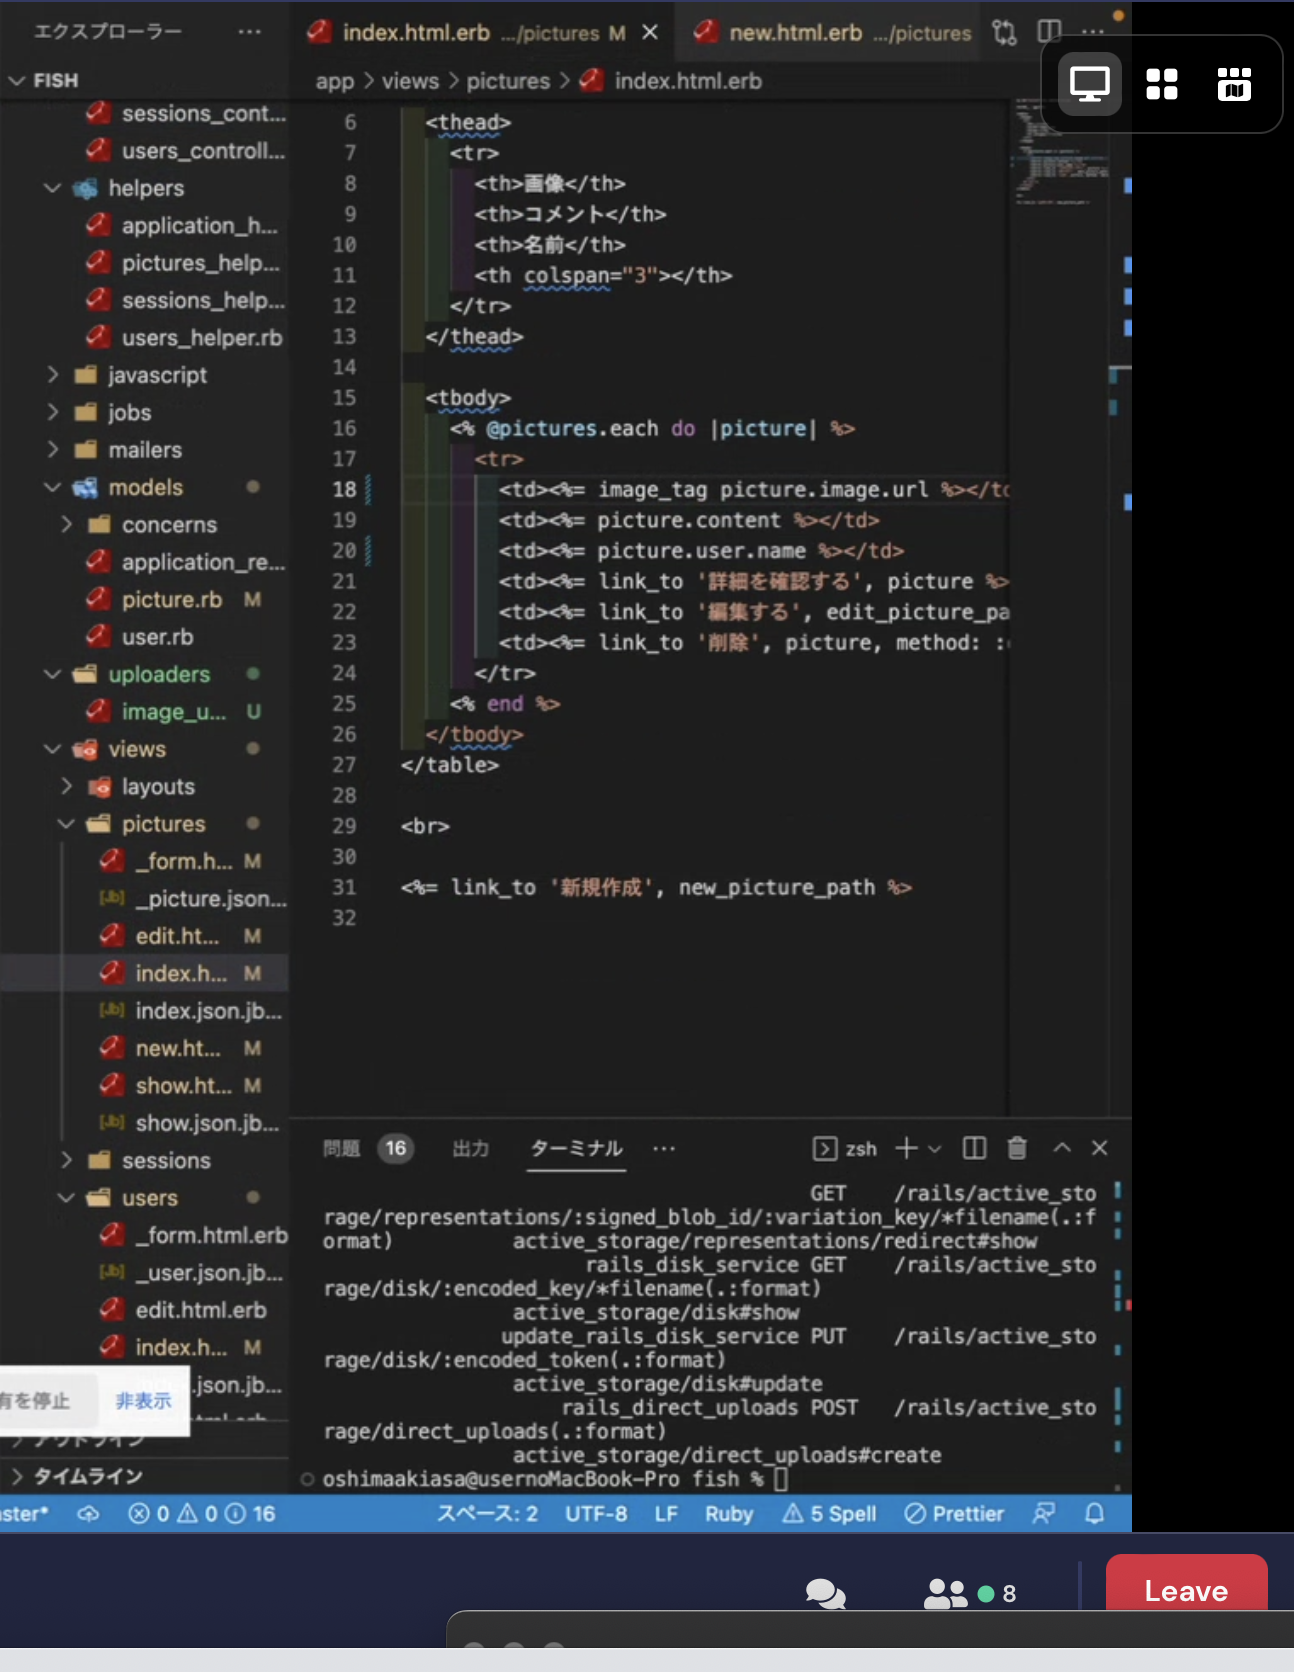 エクスプローラー ···
index.html.erb .../pictures M
new.html.erb .../pictures ···
FISH
app > views > pictures > index.html.erb
sessions_cont...
users_controll...
helpers
application_h...
pictures_help...
sessions_help...
users_helper.rb
javascript
jobs
mailers
models
concerns
application_re...
picture.rb M
user.rb
uploaders
image_u... U
views
layouts
pictures
_form.h... M
_picture.json...
edit.ht... M
index.h... M
index.json.jb...
new.ht... M
show.ht... M
show.json.jb...
sessions
users
_form.html.erb
_user.json.jb...
edit.html.erb
index.h... M
.json.jb...
有を停止 非表示
アウトライン
タイムライン
6 <thead>
7 <tr>
8 <th>画像</th>
9 <th>コメント</th>
10 <th>名前</th>
11 <th colspan="3"></th>
12 </tr>
13 </thead>
14
15 <tbody>
16 <% @pictures.each do |picture| %>
17 <tr>
18 <td><%= image_tag picture.image.url %></td
19 <td><%= picture.content %></td>
20 <td><%= picture.user.name %></td>
21 <td><%= link_to '詳細を確認する', picture %>
22 <td><%= link_to '編集する', edit_picture_pa
23 <td><%= link_to '削除', picture, method: :
24 </tr>
25 <% end %>
26 </tbody>
27 </table>
28
29 <br>
30
31 <%= link_to '新規作成', new_picture_path %>
32
問題 16 出力 ターミナル ··· zsh
GET /rails/active_sto
rage/representations/:signed_blob_id/:variation_key/*filename(.:f
ormat) active_storage/representations/redirect#show
rails_disk_service GET /rails/active_sto
rage/disk/:encoded_key/*filename(.:format)
active_storage/disk#show
update_rails_disk_service PUT /rails/active_sto
rage/disk/:encoded_token(.:format)
active_storage/disk#update
rails_direct_uploads POST /rails/active_sto
rage/direct_uploads(.:format)
active_storage/direct_uploads#create
oshimaakiasa@usernoMacBook-Pro fish %
aster* 0 0 16 スペース: 2 UTF-8 LF Ruby 5 Spell Prettier
8 Leave